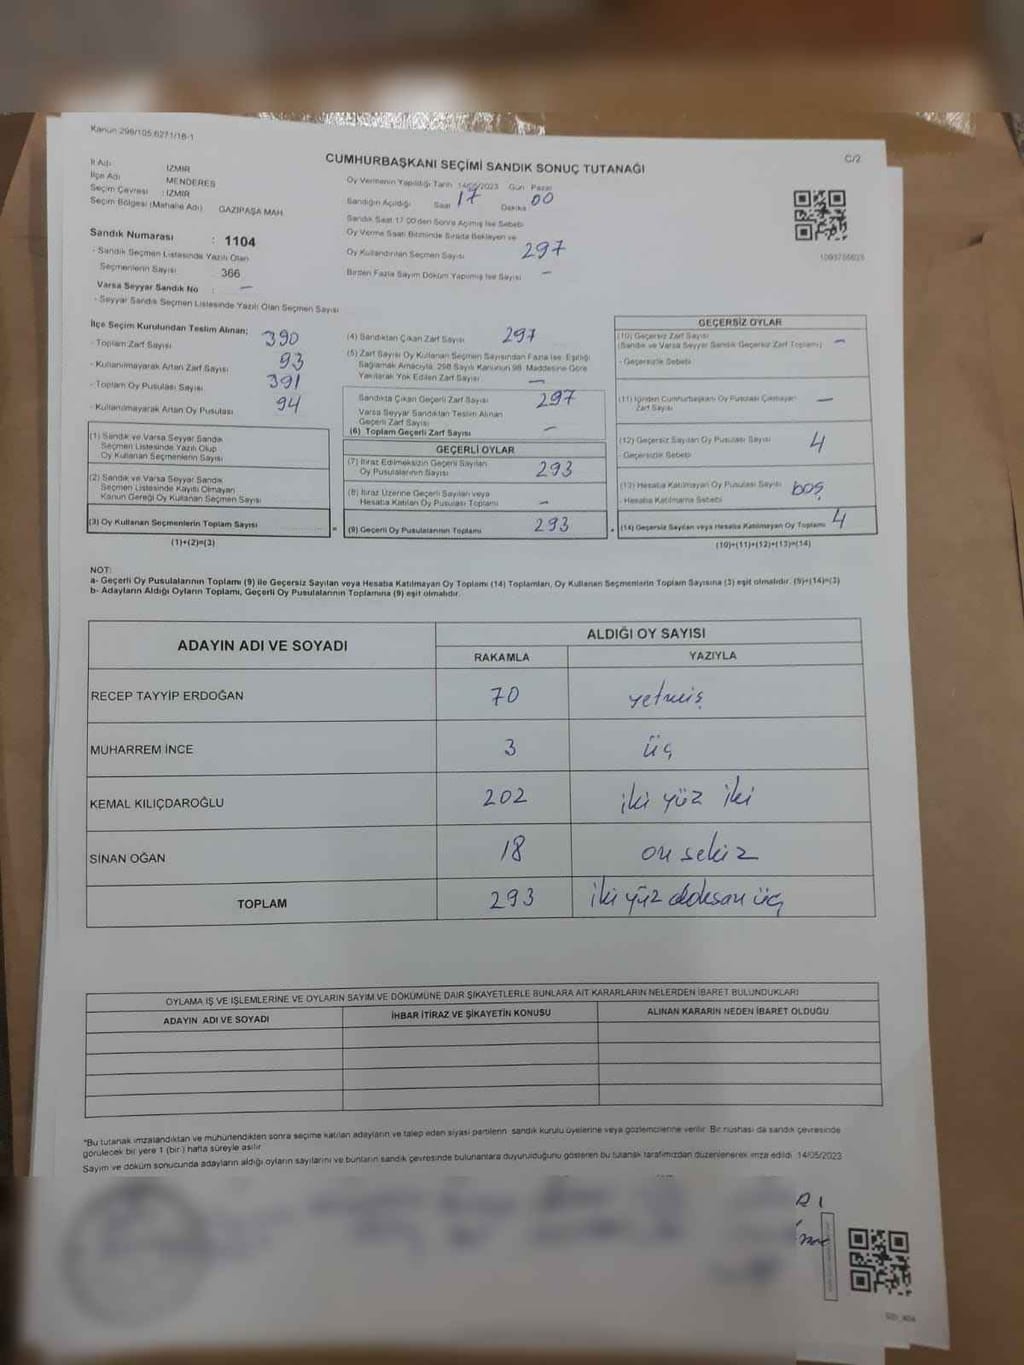 Kanun 298/105.6271/16-1
C/2
CUMHURBAŞKANI SEÇİMİ SANDIK SONUÇ TUTANAĞI
İl Adı : İZMİR
İlçe Adı MENDERES
Seçim Çevresi : İZMİR
Seçim Bölgesi (Mahalle Adı) GAZİPAŞA MAH.
Sandık Numarası : 1104
- Sandık Seçmen Listesinde Yazılı Olan
Seçmenlerin Sayısı 366
Varsa Seyyar Sandık No : -
- Seyyar Sandık Seçmen Listesinde Yazılı Olan Seçmen Sayısı
Oy Vermenin Yapıldığı Tarih 14/05/2023 Gün Pazar
Sandığın Açıldığı Saat 17 Dakika 00
Sandık Saat 17.00'den Sonra Açılmış İse Sebebi
Oy Verme Saati Bitiminde Sırada Bekleyen ve
Oy Kullandırılan Seçmen Sayısı 297
Birden Fazla Sayım Döküm Yapılmış İse Sayısı -
İlçe Seçim Kurulundan Teslim Alınan:
- Toplam Zarf Sayısı 390
- Kullanılmayarak Artan Zarf Sayısı 93
- Toplam Oy Pusulası Sayısı 391
- Kullanılmayarak Artan Oy Pusulası 94
(1) Sandık ve Varsa Seyyar Sandık
Seçmen Listesinde Yazılı Olup
Oy Kullanan Seçmenlerin Sayısı
(2) Sandık ve Varsa Seyyar Sandık
Seçmen Listesinde Kayıtlı Olmayan
Kanun Gereği Oy Kullanan Seçmen Sayısı
(3) Oy Kullanan Seçmenlerin Toplam Sayısı =
(1)+(2)=(3)
(4) Sandıktan Çıkan Zarf Sayısı 297
(5) Zarf Sayısı Oy Kullanan Seçmen Sayısından Fazla İse, Eşitliği
Sağlamak Amacıyla; 298 Sayılı Kanunun 98. Maddesine Göre
Yakılarak Yok Edilen Zarf Sayısı -
Sandıkta Çıkan Geçerli Zarf Sayısı 297
Varsa Seyyar Sandıktan Teslim Alınan
Geçerli Zarf Sayısı -
(6) Toplam Geçerli Zarf Sayısı
GEÇERLİ OYLAR
(7) İtiraz Edilmeksizin Geçerli Sayılan
Oy Pusulalarının Sayısı 293
(8) İtiraz Üzerine Geçerli Sayılan veya
Hesaba Katılan Oy Pusulası Toplamı -
(9) Geçerli Oy Pusulalarının Toplamı 293 +
GEÇERSİZ OYLAR
(10) Geçersiz Zarf Sayısı
(Sandık ve Varsa Seyyar Sandık Geçersiz Zarf Toplamı) -
- Geçersizlik Sebebi
(11) İçinden Cumhurbaşkanı Oy Pusulası Çıkmayan
Zarf Sayısı -
(12) Geçersiz Sayılan Oy Pusulası Sayısı 4
Geçersizlik Sebebi
(13) Hesaba Katılmayan Oy Pusulası Sayısı boş
- Hesaba Katılmama Sebebi
(14) Geçersiz Sayılan veya Hesaba Katılmayan Oy Toplamı 4
(10)+(11)+(12)+(13)=(14)
NOT:
a- Geçerli Oy Pusulalarının Toplamı (9) ile Geçersiz Sayılan veya Hesaba Katılmayan Oy Toplamı (14) Toplamları, Oy Kullanan Seçmenlerin Toplam Sayısına (3) eşit olmalıdır. (9)+(14)=(3)
b- Adayların Aldığı Oyların Toplamı, Geçerli Oy Pusulalarının Toplamına (9) eşit olmalıdır.
ADAYIN ADI VE SOYADI ALDIĞI OY SAYISI
RAKAMLA YAZIYLA
RECEP TAYYİP ERDOĞAN 70 yetmiş
MUHARREM İNCE 3 üç
KEMAL KILIÇDAROĞLU 202 iki yüz iki
SİNAN OĞAN 18 on sekiz
TOPLAM 293 iki yüz doksan üç
OYLAMA İŞ VE İŞLEMLERİNE VE OYLARIN SAYIM VE DÖKÜMÜNE DAİR ŞİKAYETLERLE BUNLARA AİT KARARLARIN NELERDEN İBARET BULUNDUKLARI
ADAYIN ADI VE SOYADI İHBAR İTİRAZ VE ŞİKAYETİN KONUSU ALINAN KARARIN NEDEN İBARET OLDUĞU
"Bu tutanak imzalandıktan ve mühürlendikten sonra seçime katılan adayların ve talep eden siyasi partilerin sandık kurulu üyelerine veya gözlemcilerine verilir. Bir nüshası da sandık çevresinde
görülecek bir yere 1 (bir) hafta süreyle asılır
Sayım ve döküm sonucunda adayların aldığı oyların sayılarını ve bunların sandık çevresinde bulunanlara duyurulduğunu gösteren bu tutanak tarafımızdan düzenlenerek imza edildi. 14/05/2023